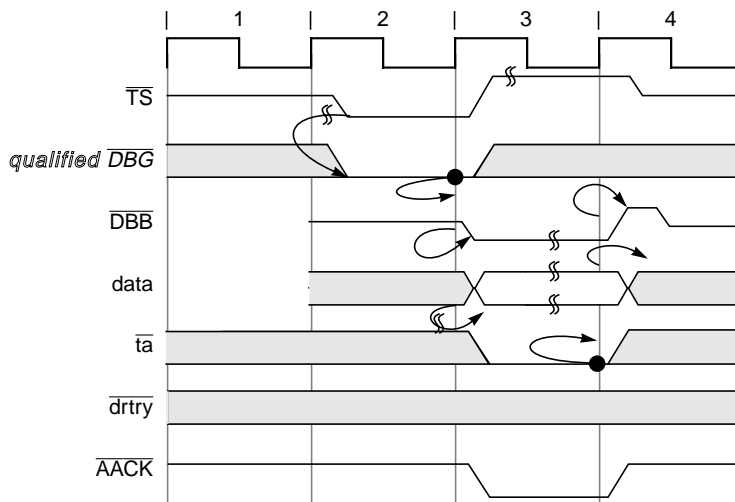 1 2 3 4
TS
qualified DBG
DBB
data
ta
drtry
AACK